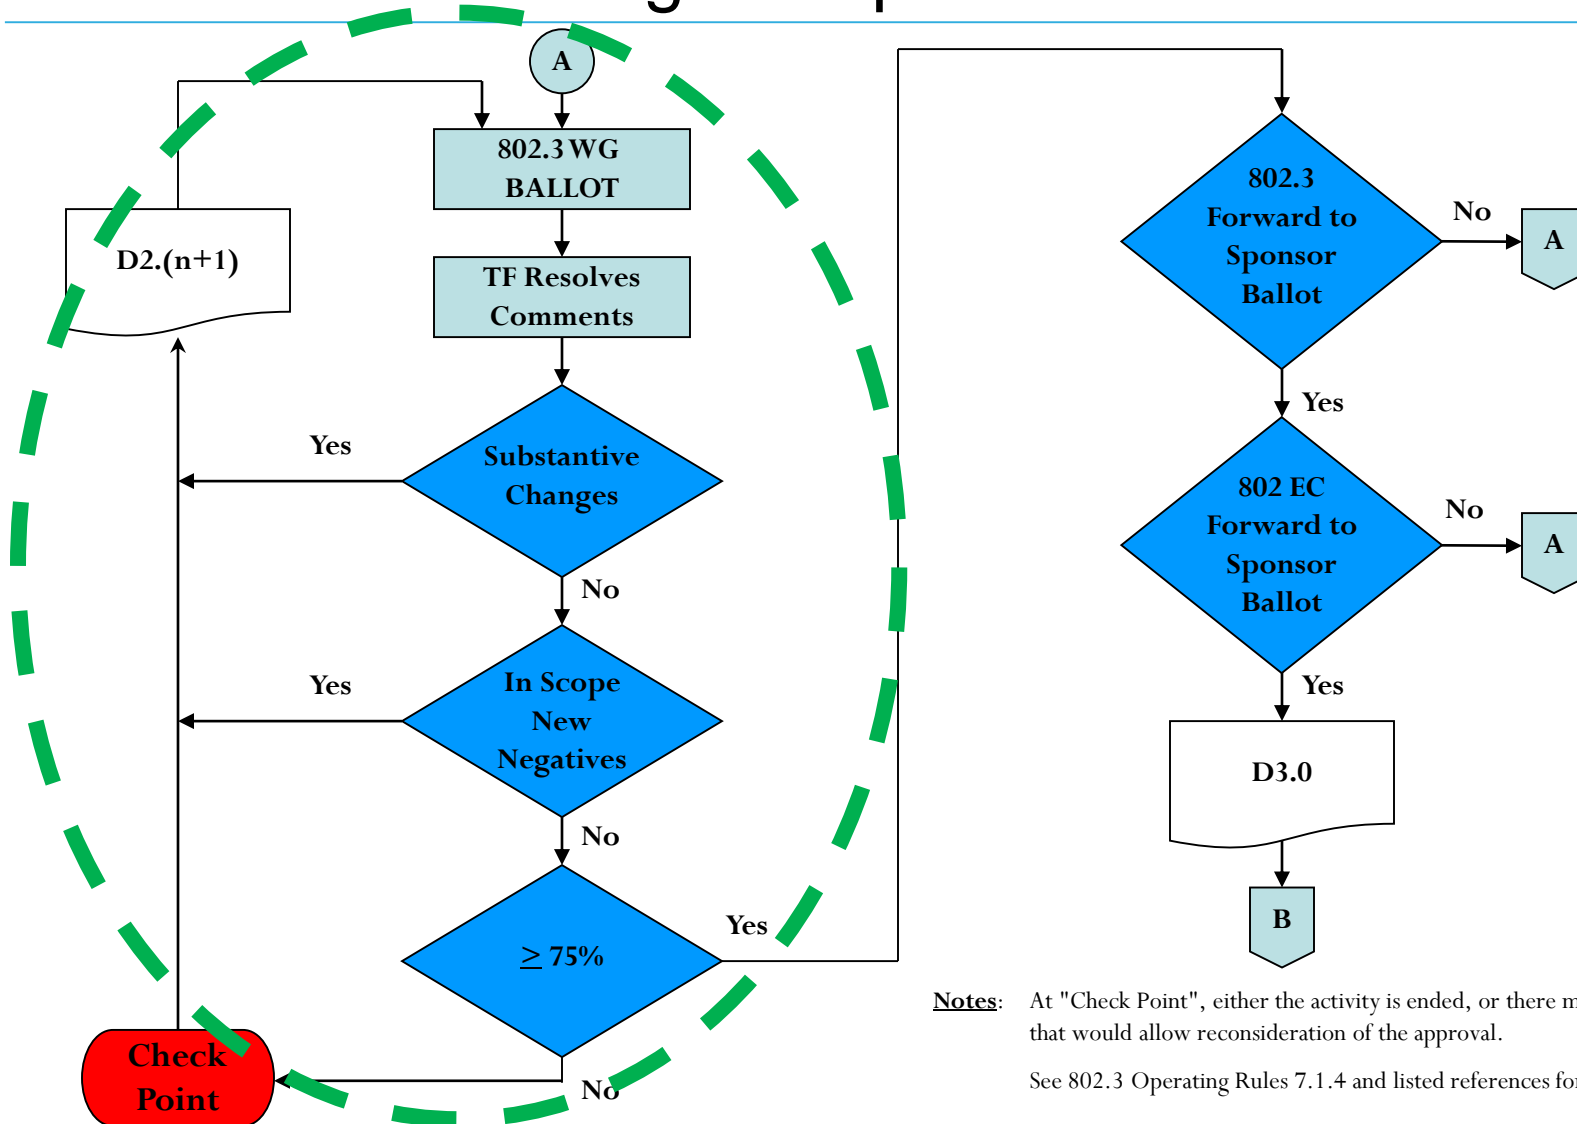 A
802.3 WG
BALLOT
D2.(n+1)
TF Resolves
Comments
Yes
Substantive
Changes
No
Yes
In Scope
New
Negatives
No
Yes
≥ 75%
Check
Point
No
802.3
Forward to
Sponsor
Ballot
No
A
Yes
802 EC
Forward to
Sponsor
Ballot
No
A
Yes
D3.0
B
Notes: At "Check Point", either the activity is ended, or there
that would allow reconsideration of the approval.
See 802.3 Operating Rules 7.1.4 and listed references for